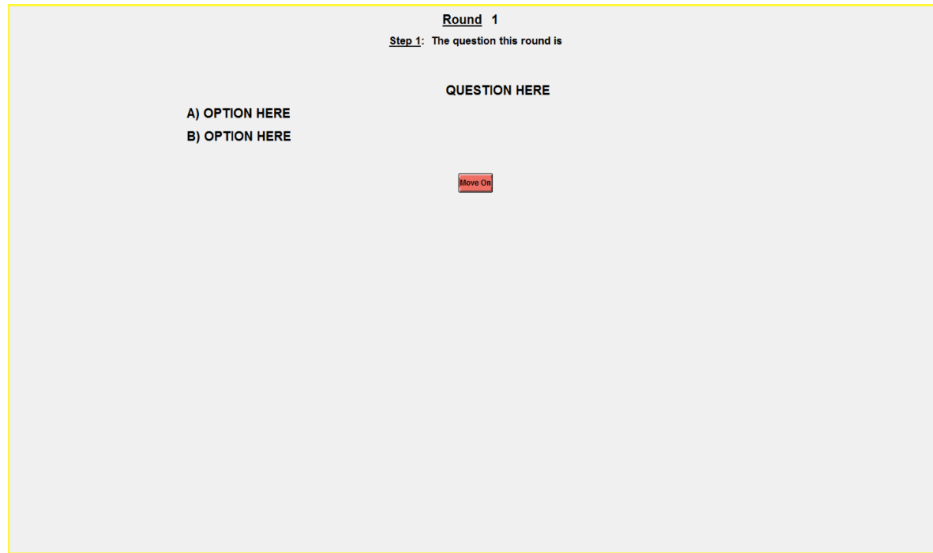 Round 1
Step 1: The question this round is
QUESTION HERE
A) OPTION HERE
B) OPTION HERE
Move On